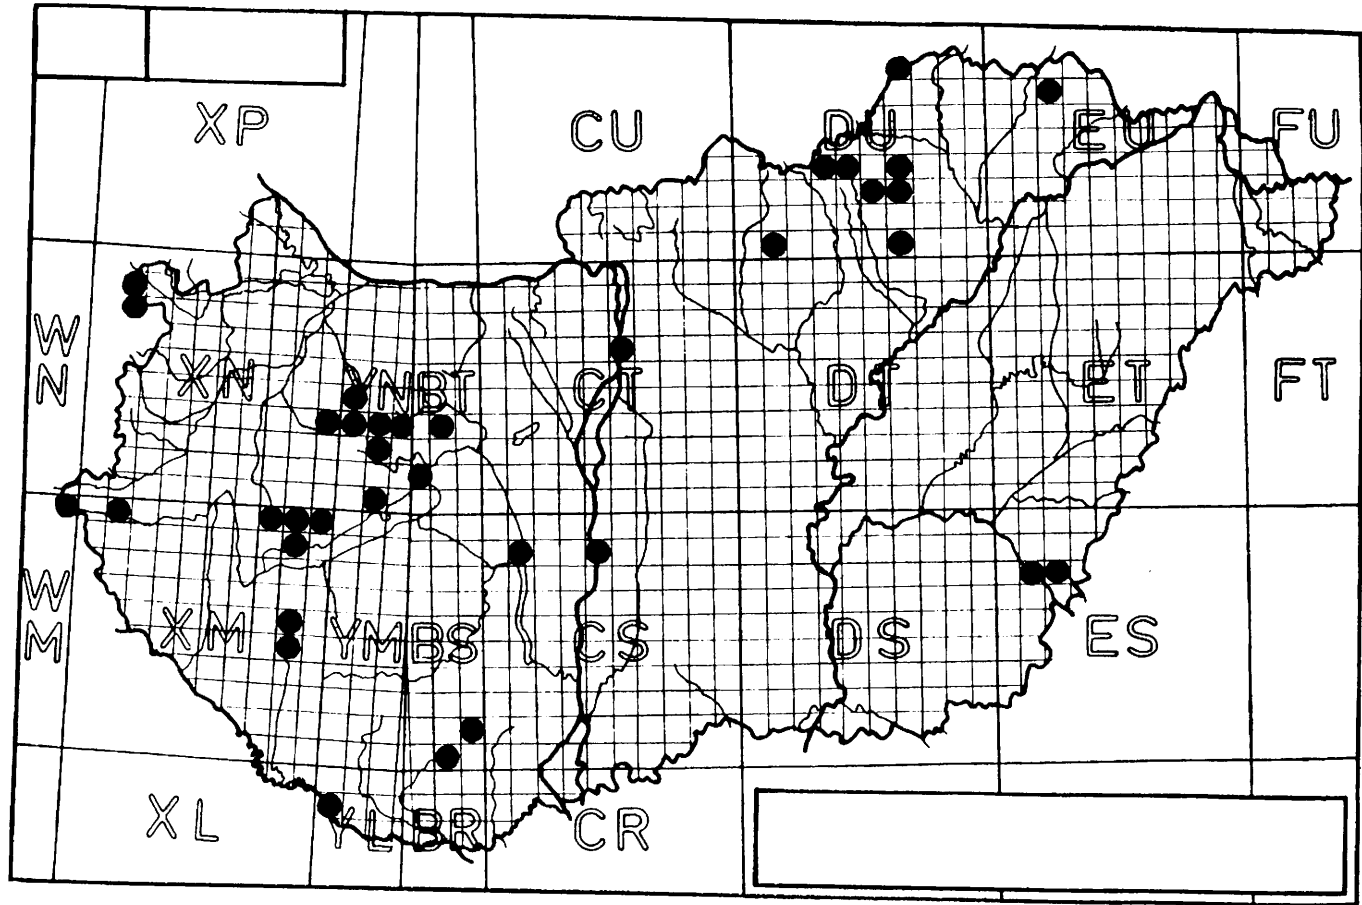 XP CU DU EU FU
WN XN YN BT CT DT ET FT
WM XM YM BS CS DS ES
XL YL BR CR